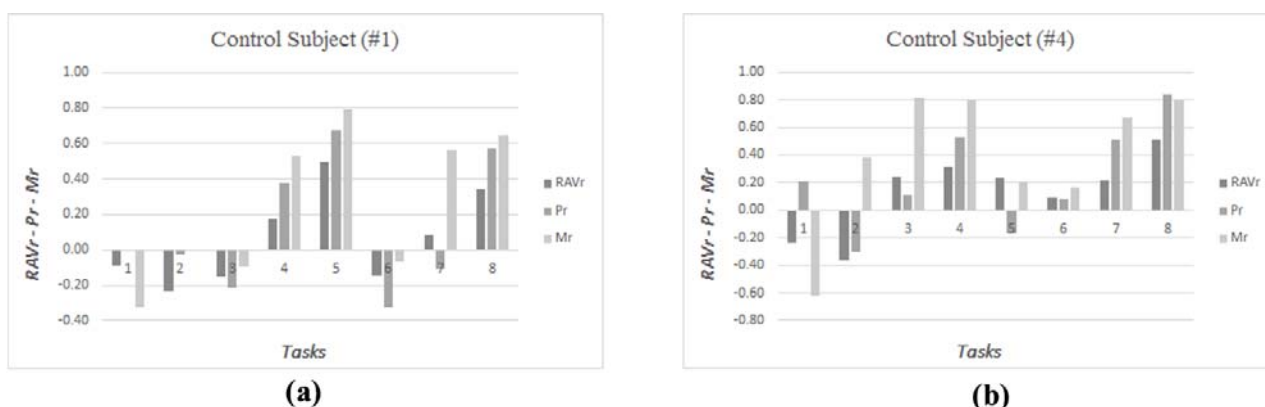 Control Subject (#1)
1.00
0.80
0.60
0.40
0.20
0.00
-0.20
-0.40
RAVr - Pr - Mr
1 2 3 4 5 6 7 8
Tasks
RAVr
Pr
Mr
(a)
Control Subject (#4)
1.00
0.80
0.60
0.40
0.20
0.00
-0.20
-0.40
-0.60
-0.80
RAVr - Pr - Mr
1 2 3 4 5 6 7 8
Tasks
RAVr
Pr
Mr
(b)